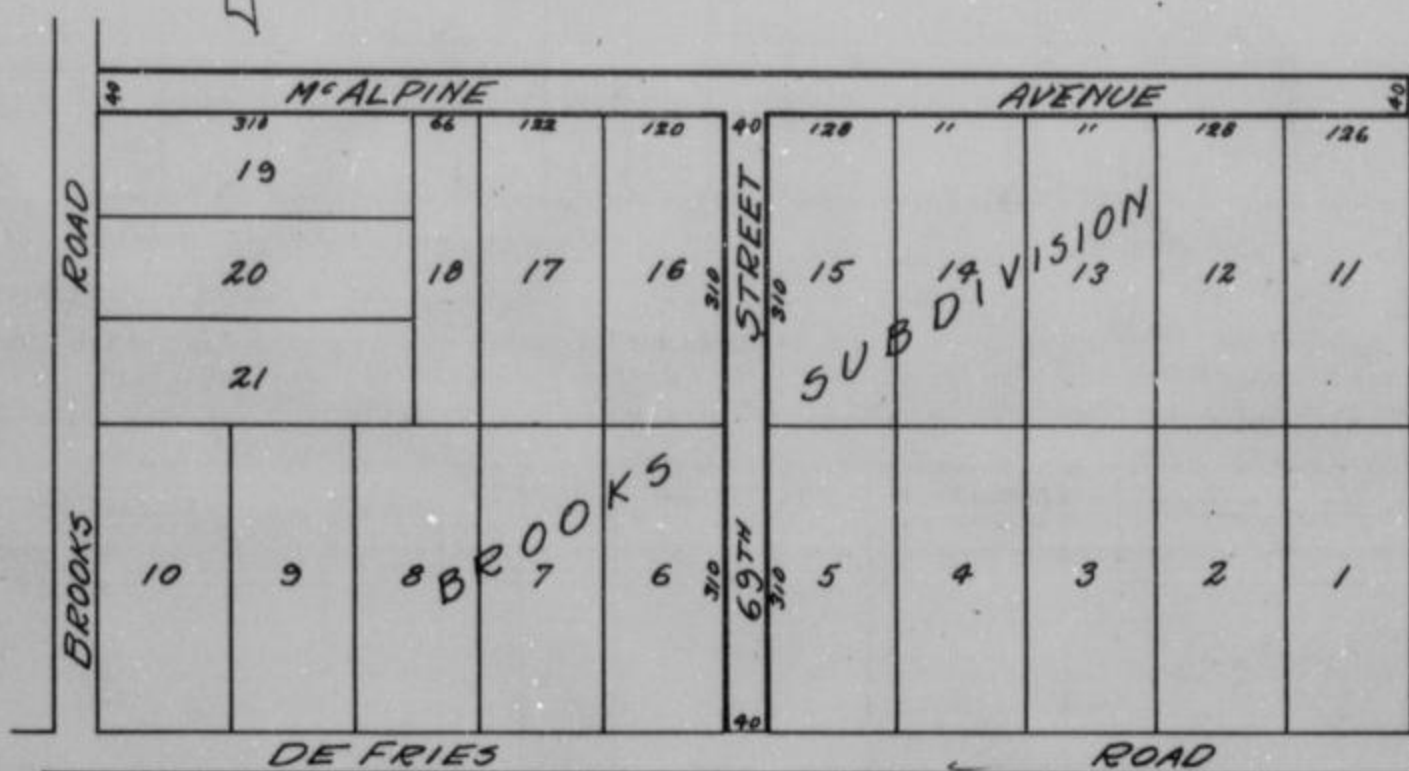 McALPINE AVENUE
40 40
318 66 122 120 40 128 " " 128 126
19
20 18 17 16 15 14 13 12 11
310 310
21
BROOKS ROAD
69TH STREET
BROOKS SUBDIVISION
10 9 8 7 6 5 4 3 2 1
310 310
40
DE FRIES ROAD